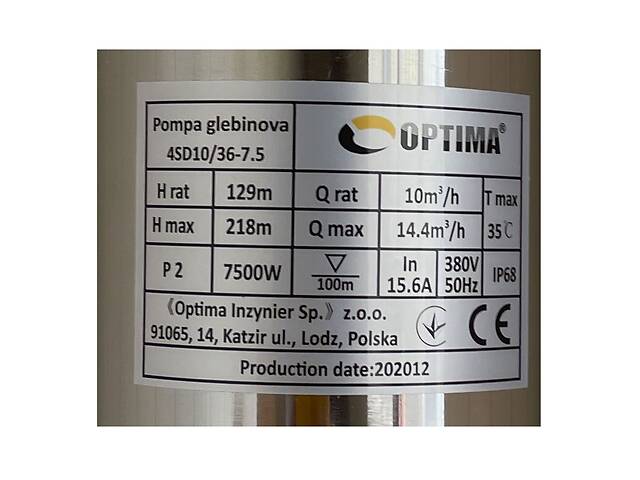 Pompa glebinova
4SD10/36-7.5
OPTIMA®
H rat 129m Q rat 10m³/h T max
H max 218m Q max 14.4m³/h 35℃
P 2 7500W 100m In 15.6A 380V 50Hz IP68
《Optima Inzynier Sp.》 z.o.o.
91065, 14, Katzir ul., Lodz, Polska
CE
Production date:202012